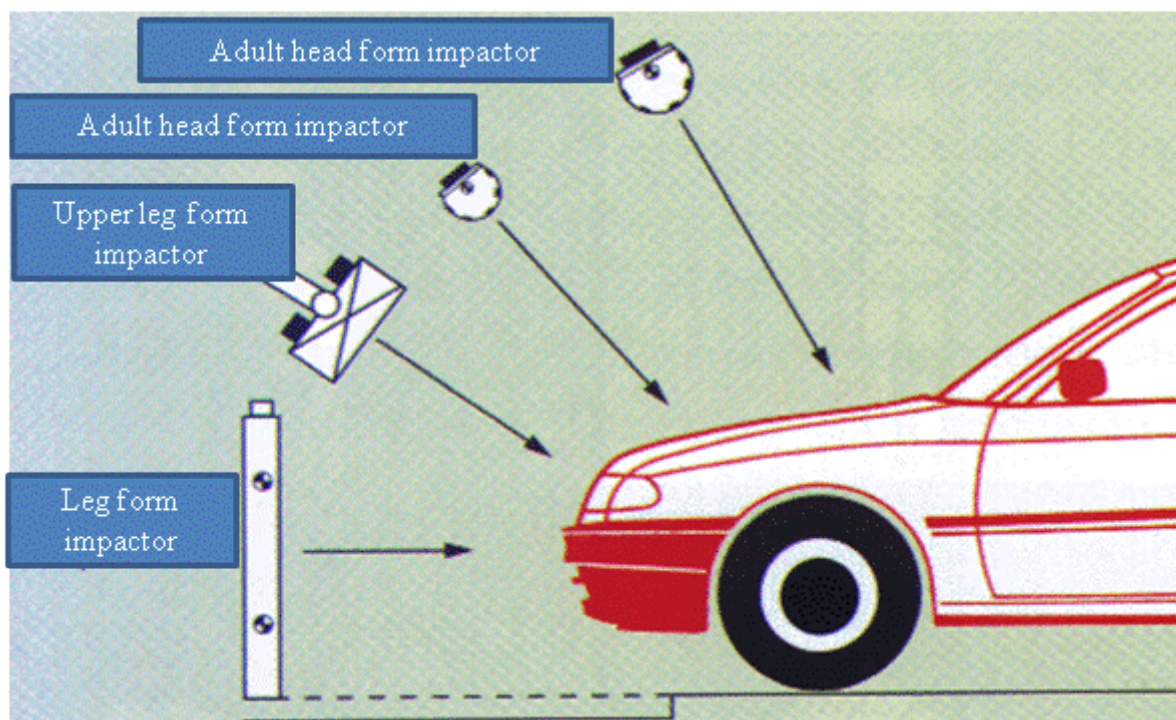 Adult head form impactor
Adult head form impactor
Upper leg form
impactor
Leg form
impactor